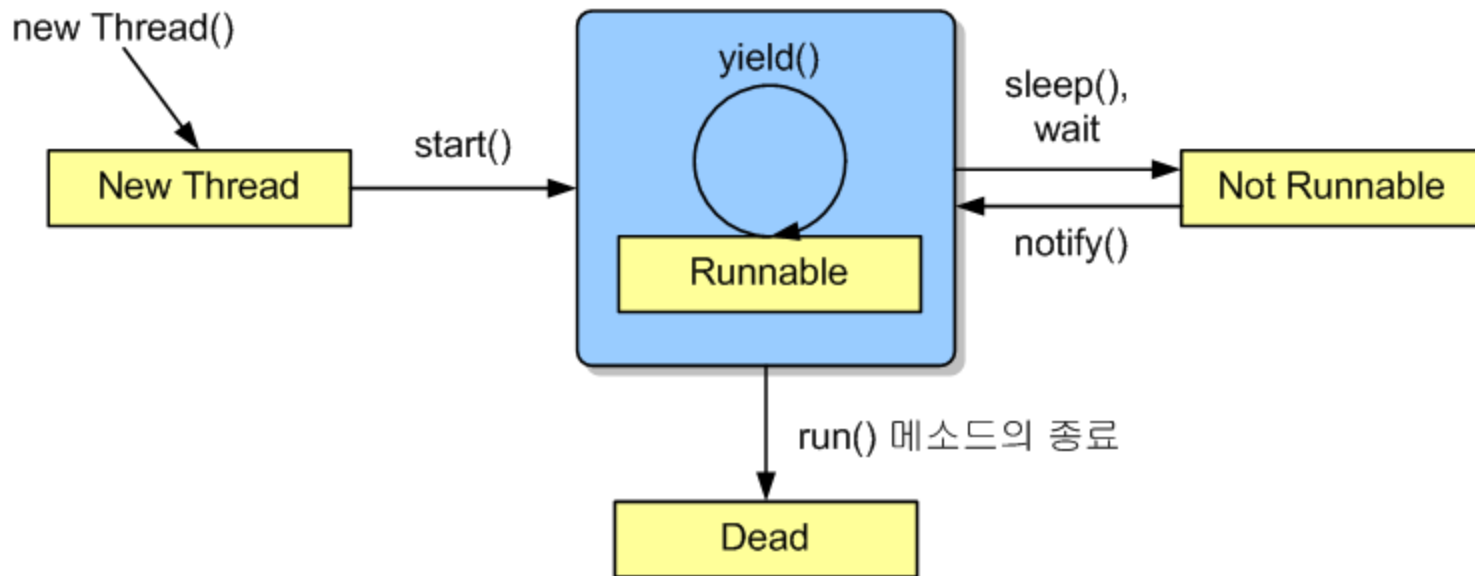 new Thread()
yield()
sleep(),
wait
start()
New Thread
Not Runnable
notify()
Runnable
run() 메소드의 종료
Dead